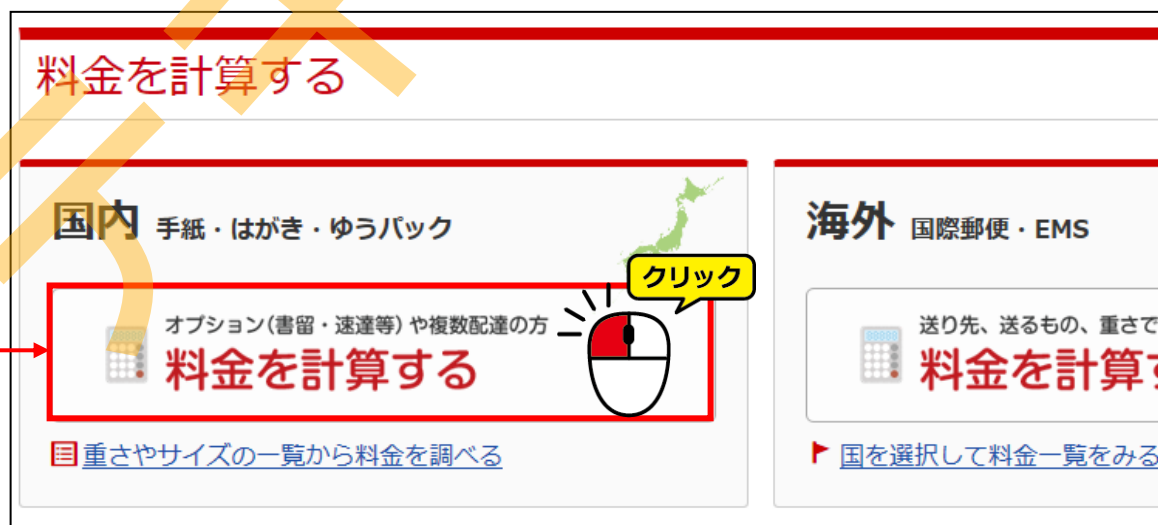 料金を計算する
国内 手紙・はがき・ゆうパック
クリック
オプション(書留・速達等)や複数配達の方
料金を計算する
重さやサイズの一覧から料金を調べる
海外 国際郵便・EMS
送り先、送るもの、重さで
料金を計算す
国を選択して料金一覧をみる